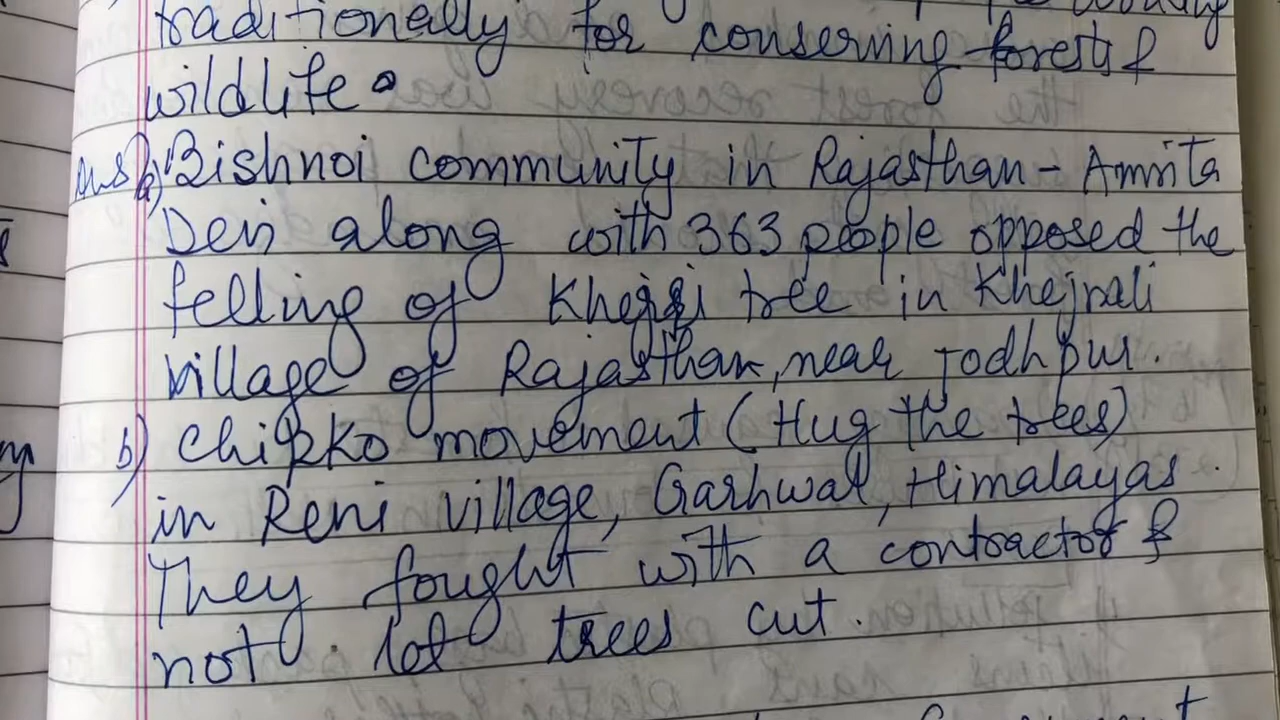 traditionally for conserving forests &
wildlife.
Ans a) Bishnoi community in Rajasthan - Amrita
Devi along with 363 people opposed the
felling of Khejri tree in Khejrali
village of Rajasthan, near Jodhpur.
b) Chipko movement (Hug the trees)
in Reni village, Garhwal, Himalayas.
They fought with a contractor &
not let trees cut.